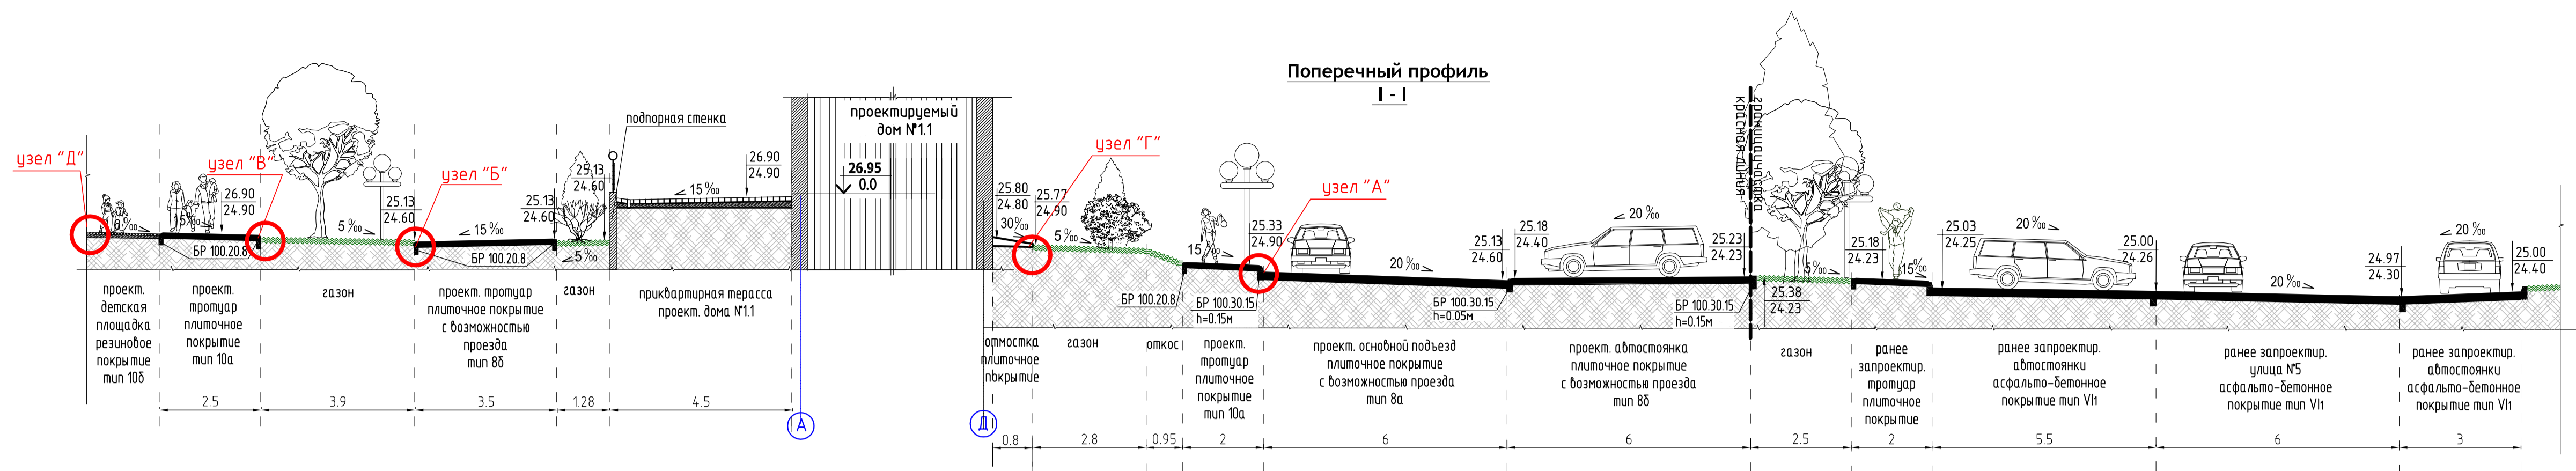 Поперечный профиль
I - I
узел "Д"
узел "В"
узел "Б"
подпорная стенка
проектируемый
дом №1.1
26.95
0.0
узел "Г"
узел "А"
граница участка
красная линия
8‰
15‰
26.90
24.90
БР 100.20.8
5‰
25.13
24.60
15‰
БР 100.20.8
25.13
24.60
5‰
25.13
24.60
15‰
26.90
24.90
25.80
24.80
30‰
25.77
24.90
5‰
БР 100.20.8
15
25.33
24.90
БР 100.30.15
h=0.15м
20‰
25.13
24.60
БР 100.30.15
h=0.05м
25.18
24.40
20‰
25.23
24.23
БР 100.30.15
h=0.15м
25.38
24.23
5‰
25.18
24.23
15‰
25.03
24.25
20‰
25.00
24.26
20‰
24.97
24.30
20‰
25.00
24.40
проект.
детская
площадка
резиновое
покрытие
тип 10б
проект.
тротуар
плиточное
покрытие
тип 10а
газон
проект. тротуар
плиточное покрытие
с возможностью
проезда
тип 8б
газон
приквартирная терасса
проект. дома №1.1
отмостка
плиточное
покрытие
газон
откос
проект.
тротуар
плиточное
покрытие
тип 10а
проект. основной подъезд
плиточное покрытие
с возможностью проезда
тип 8а
проект. автостоянка
плиточное покрытие
с возможностью проезда
тип 8б
газон
ранее
запроектир.
тротуар
плиточное
покрытие
ранее запроектир.
автостоянки
асфальто-бетонное
покрытие тип VI1
ранее запроектир.
улица №5
асфальто-бетонное
покрытие тип VI1
ранее запроектир.
автостоянки
асфальто-бетонное
покрытие тип VI1
2.5
3.9
3.5
1.28
4.5
А
Д
0.8
2.8
0.95
2
6
6
2.5
2
5.5
6
3